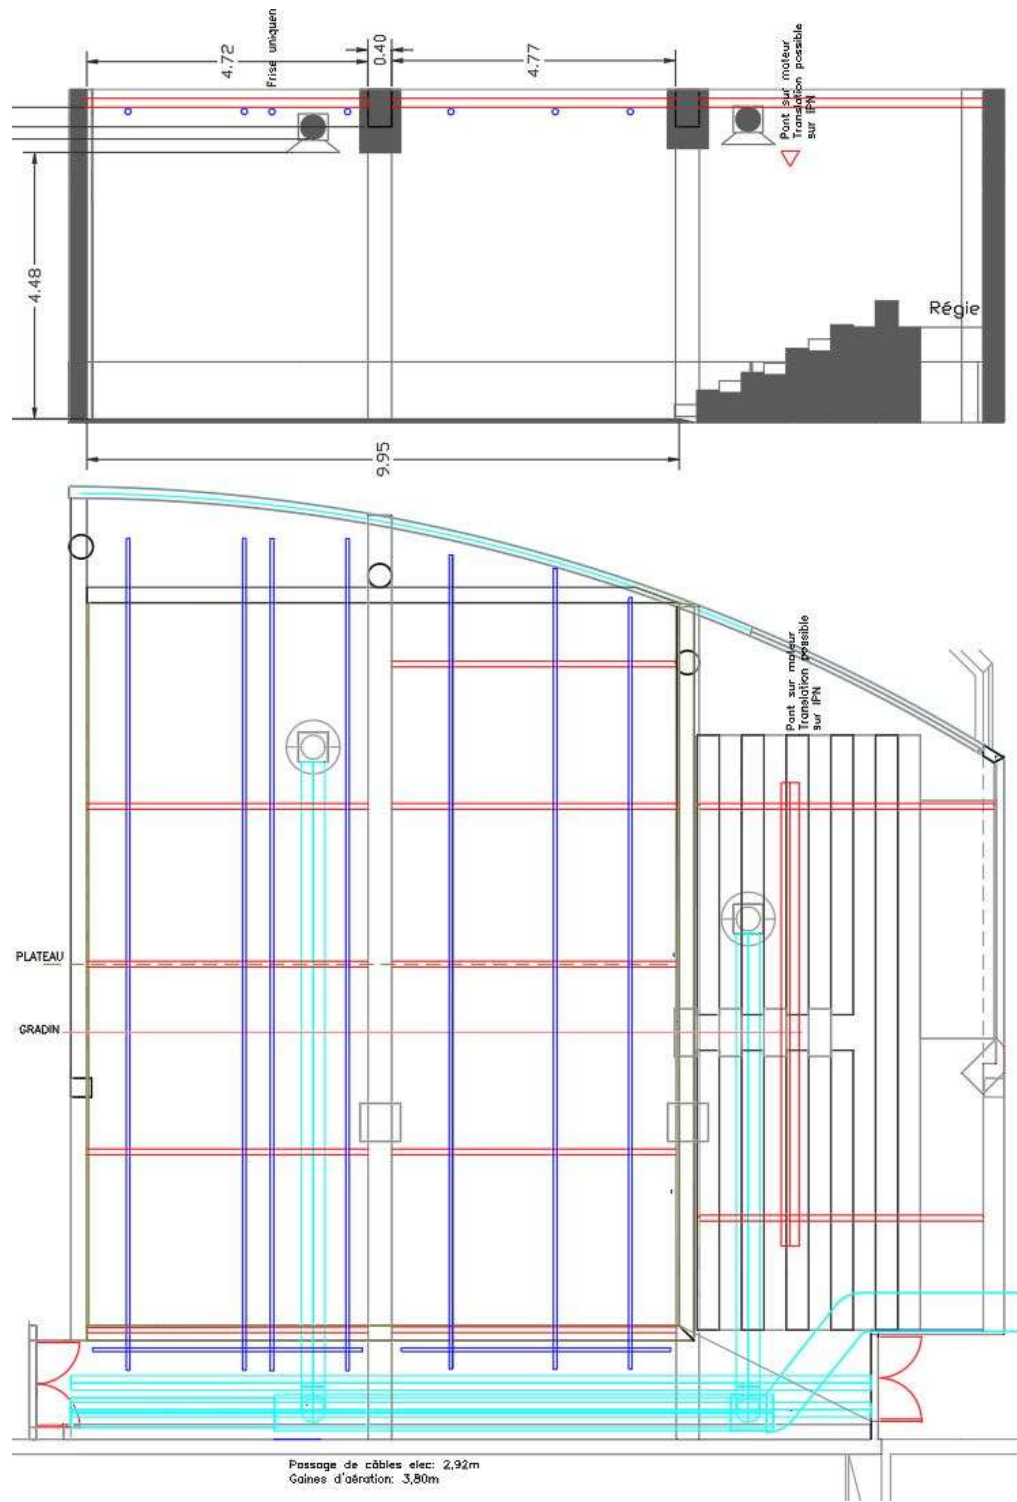 4.72
Frise uniquen
0.40
4.77
Pont sur moteur
Translation possible
sur IPN
4.48
Régie
9.95
Pont sur moteur
Translation possible
sur IPN
PLATEAU
GRADIN
Passage de câbles elec: 2,92m
Gaines d'aération: 3,80m